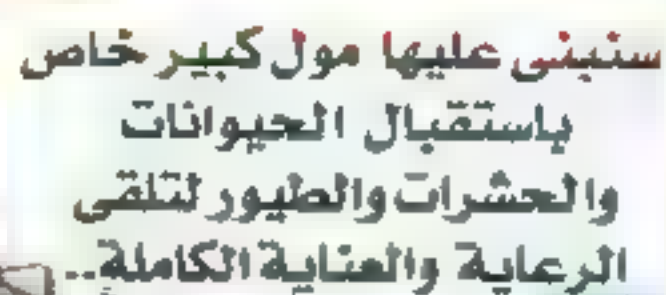 سنبنى عليها مول كبير خاص
باستقبال الحيوانات
والحشرات والطيور لتلقى
الرعاية والعناية الكاملة..